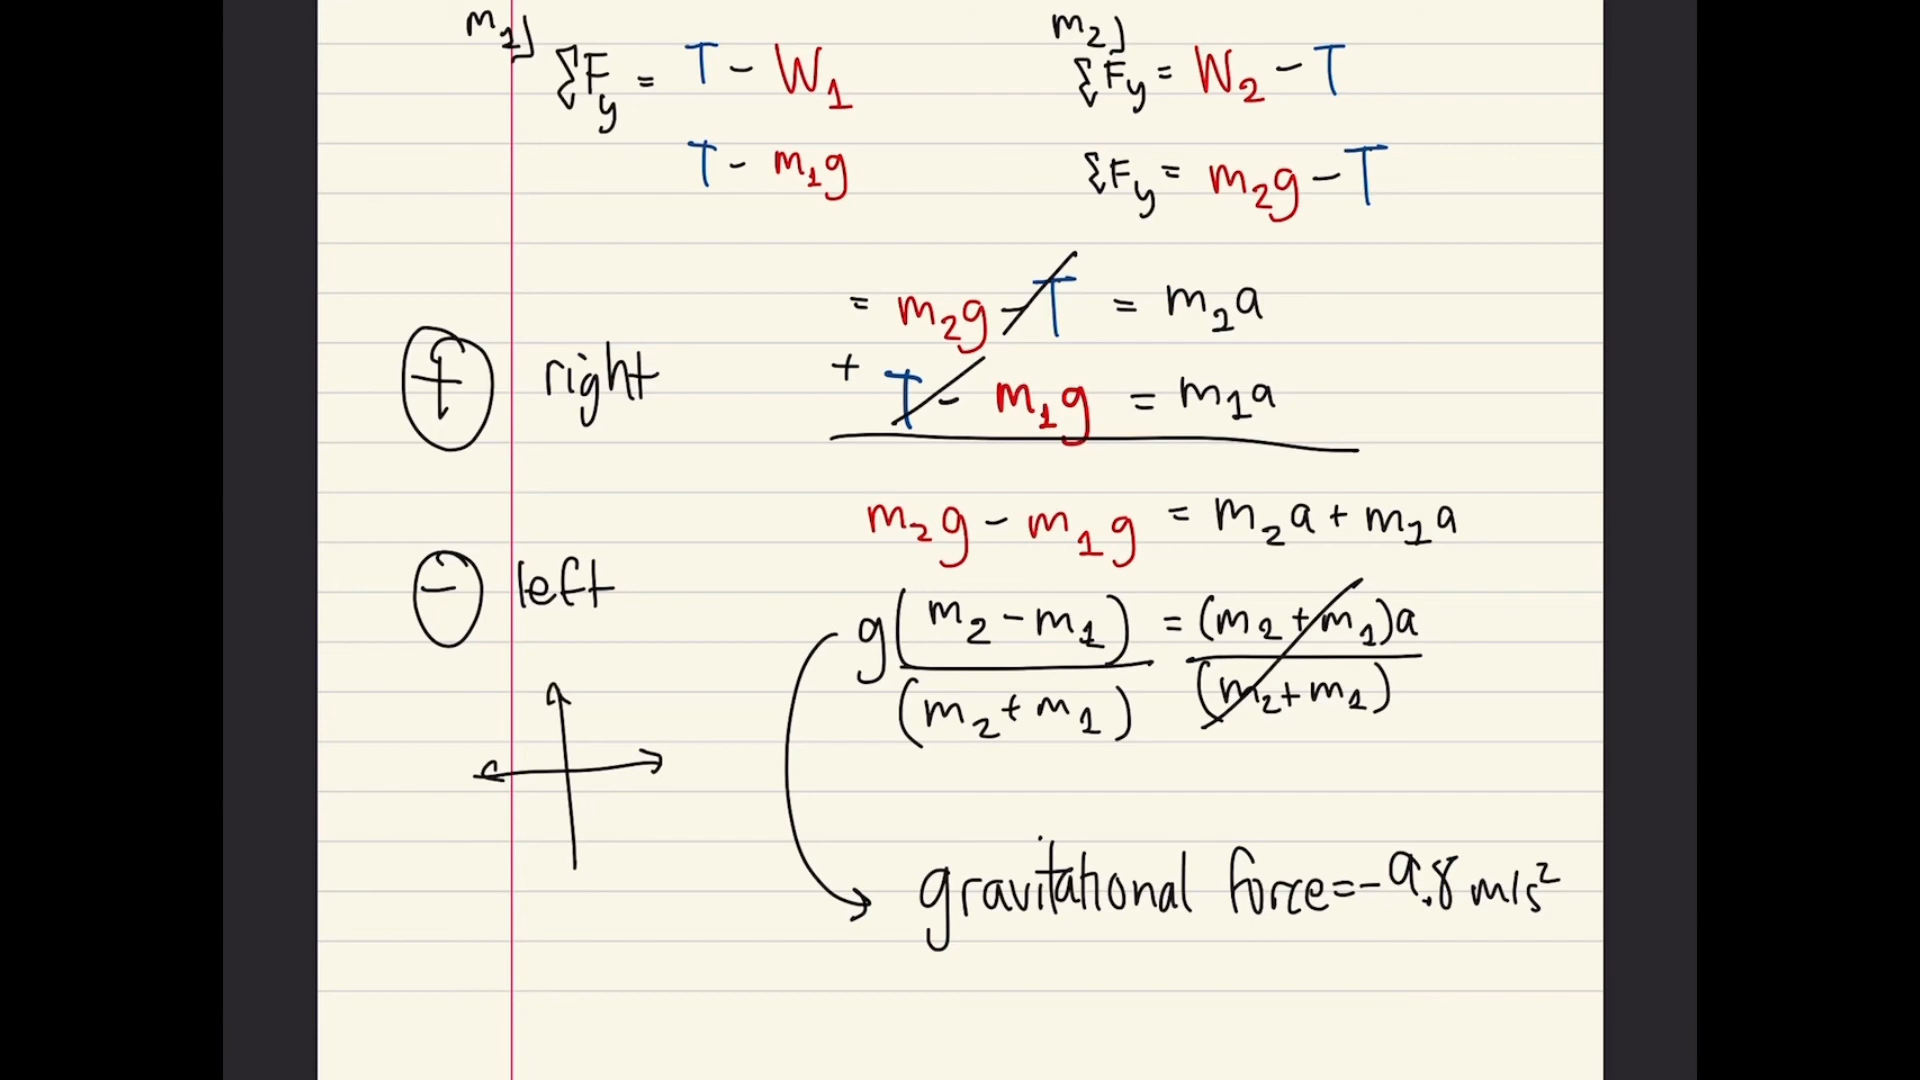 m₁] ΣFy = T - W₁
T - m₁g
m₂]
ΣFy = W₂ - T
ΣFy = m₂g - T
= m₂g - T = m₂a
+ T - m₁g = m₁a
m₂g - m₁g = m₂a + m₁a
g(m₂ - m₁) = (m₂ + m₁)a
(m₂ + m₁) (m₂ + m₁)
gravitational force = -9.8 m/s²
+ right
- left